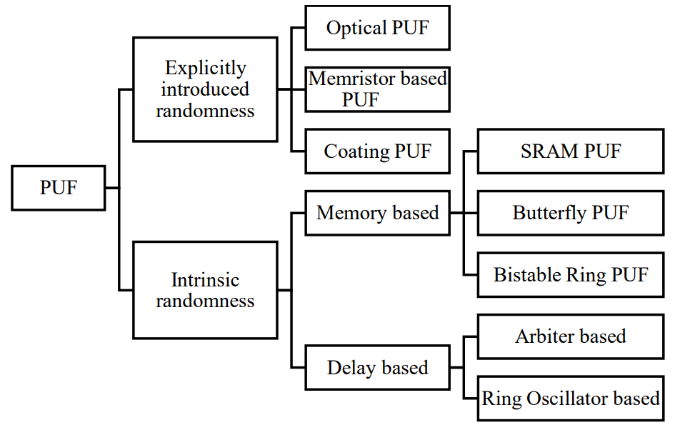 PUF
Explicitly
introduced
randomness
Optical PUF
Memristor based
PUF
Coating PUF
Intrinsic
randomness
Memory based
SRAM PUF
Butterfly PUF
Bistable Ring PUF
Delay based
Arbiter based
Ring Oscillator based